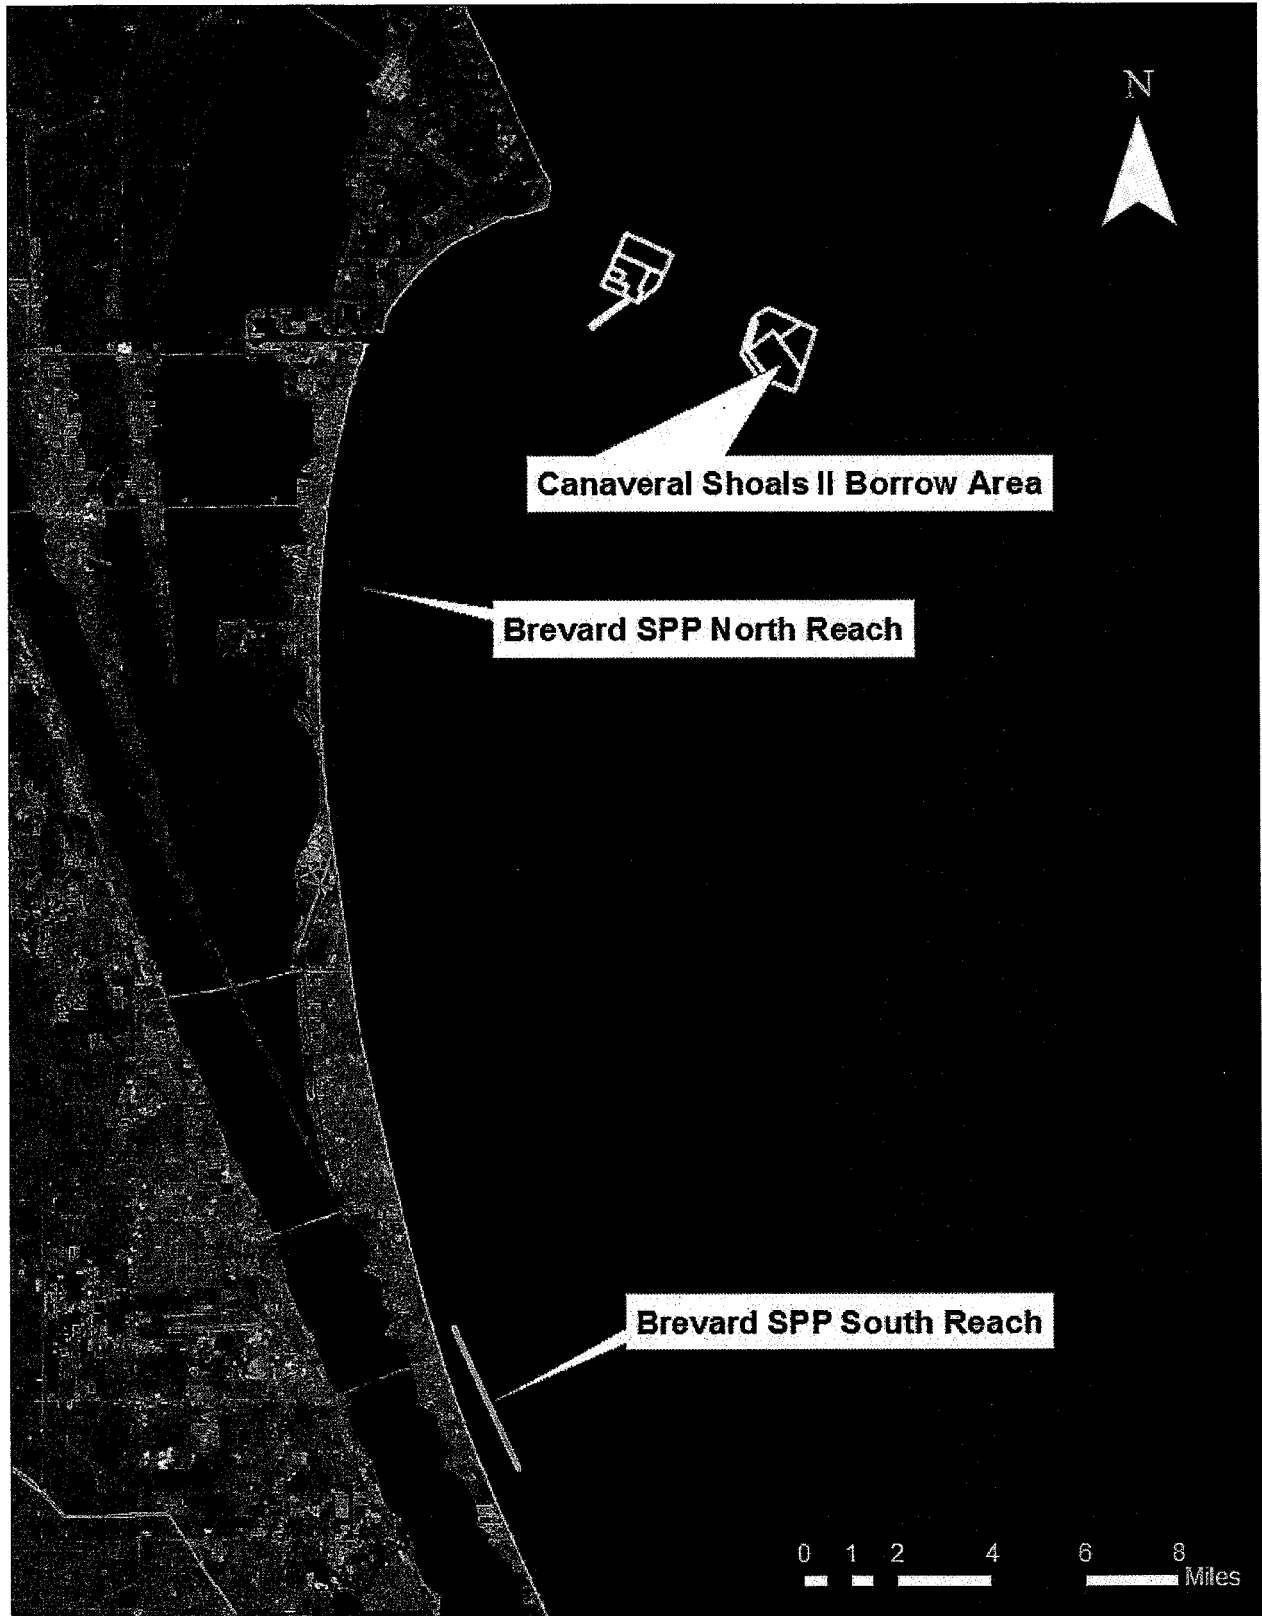 N
Canaveral Shoals II Borrow Area
Brevard SPP North Reach
Brevard SPP South Reach
0 1 2 4 6 8
Miles